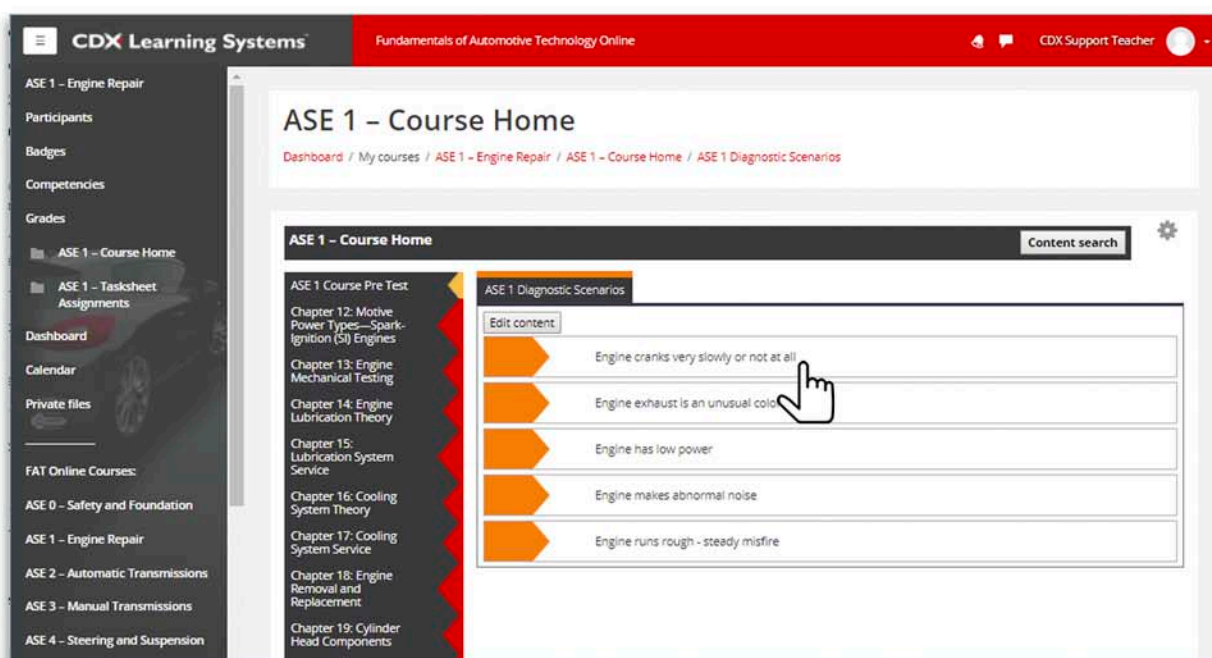 CDX Learning Systems
Fundamentals of Automotive Technology Online
CDX Support Teacher
ASE 1 – Engine Repair
Participants
Badges
Competencies
Grades
ASE 1 – Course Home
ASE 1 – Tasksheet
Assignments
Dashboard
Calendar
Private files
FAT Online Courses:
ASE 0 – Safety and Foundation
ASE 1 – Engine Repair
ASE 2 – Automatic Transmissions
ASE 3 – Manual Transmissions
ASE 4 – Steering and Suspension
ASE 1 – Course Home
Dashboard / My courses / ASE 1 – Engine Repair / ASE 1 – Course Home / ASE 1 Diagnostic Scenarios
ASE 1 – Course Home
Content search
ASE 1 Course Pre Test
Chapter 12: Motive
Power Types—Spark-
Ignition (SI) Engines
Chapter 13: Engine
Mechanical Testing
Chapter 14: Engine
Lubrication Theory
Chapter 15:
Lubrication System
Service
Chapter 16: Cooling
System Theory
Chapter 17: Cooling
System Service
Chapter 18: Engine
Removal and
Replacement
Chapter 19: Cylinder
Head Components
ASE 1 Diagnostic Scenarios
Edit content
Engine cranks very slowly or not at all
Engine exhaust is an unusual colo
Engine has low power
Engine makes abnormal noise
Engine runs rough - steady misfire